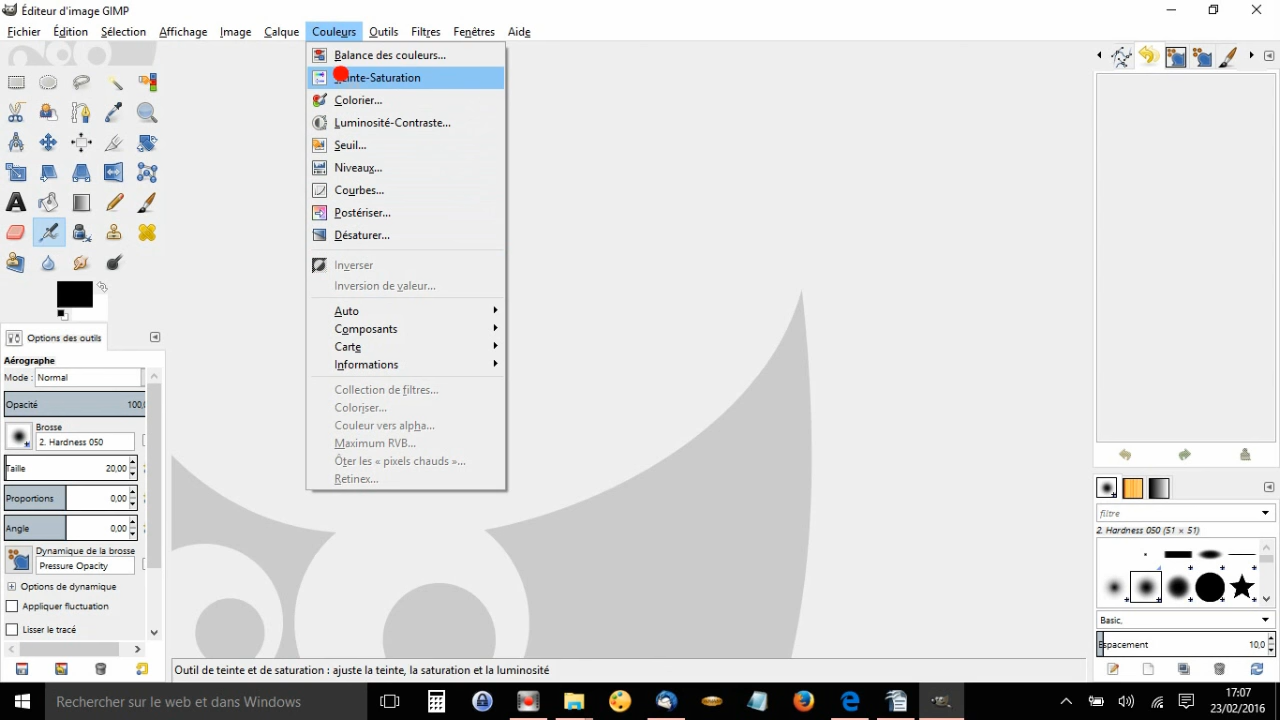 Éditeur d'image GIMP
Fichier Édition Sélection Affichage Image Calque Couleurs Outils Filtres Fenêtres Aide
Balance des couleurs...
Teinte-Saturation
Colorier...
Luminosité-Contraste...
Seuil...
Niveaux...
Courbes...
Postériser...
Désaturer...
Inverser
Inversion de valeur...
Auto
Composants
Carte
Informations
Collection de filtres...
Coloriser...
Couleur vers alpha...
Maximum RVB...
Ôter les « pixels chauds »...
Retinex...
Options des outils
Aérographe
Mode : Normal
Opacité 100,
Brosse
2. Hardness 050
Taille 20,00
Proportions 0,00
Angle 0,00
Dynamique de la brosse
Pressure Opacity
Options de dynamique
Appliquer fluctuation
Lisser le tracé
filtre
2. Hardness 050 (51 × 51)
Basic,
Espacement 10,0
Outil de teinte et de saturation : ajuste la teinte, la saturation et la luminosité
Rechercher sur le web et dans Windows
17:07
23/02/2016